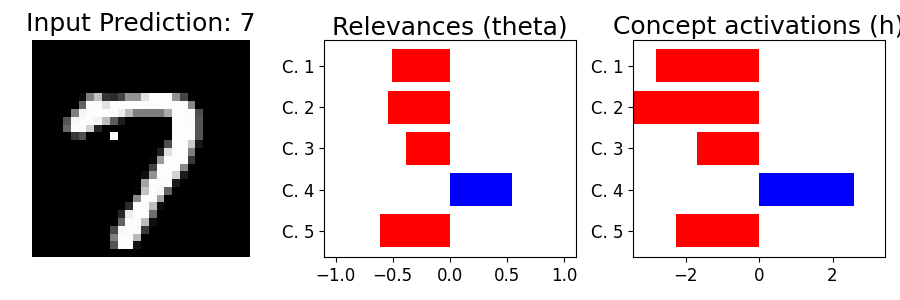 Input Prediction: 7
7
Relevances (theta)
C. 1
C. 2
C. 3
C. 4
C. 5
−1.0 −0.5 0.0 0.5 1.0
Concept activations (h)
C. 1
C. 2
C. 3
C. 4
C. 5
−2 0 2